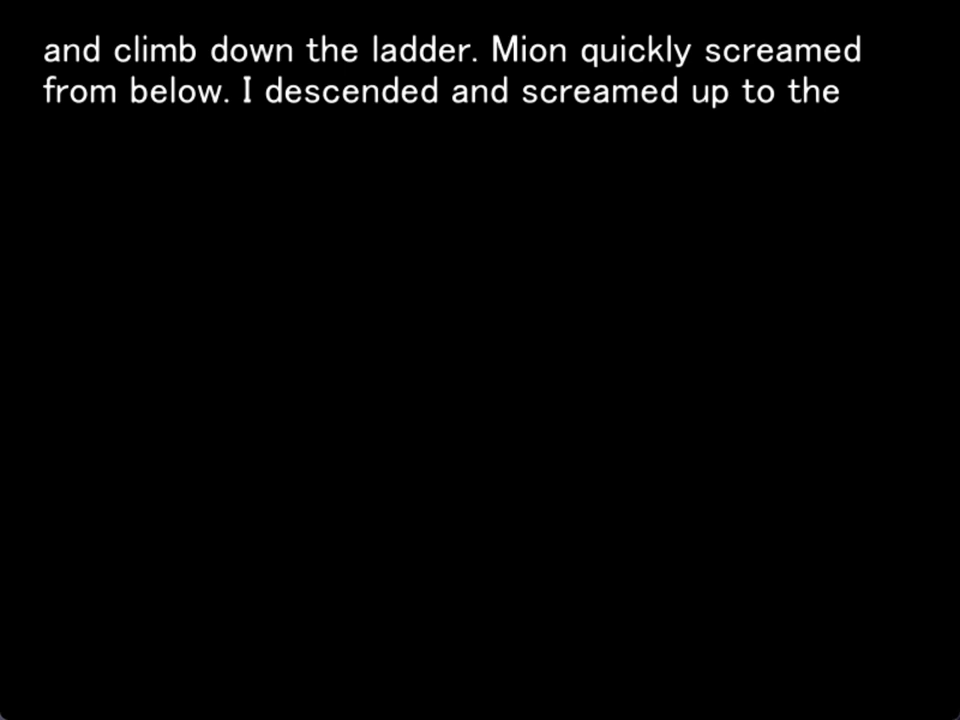 and climb down the ladder. Mion quickly screamed
from below. I descended and screamed up to the